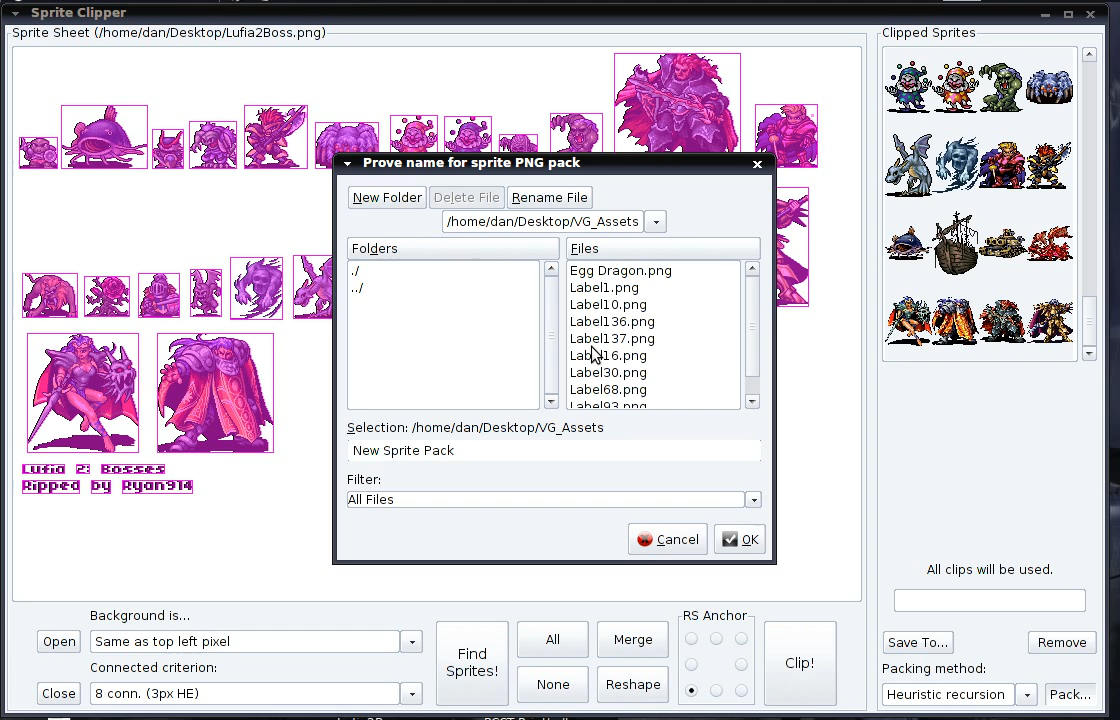 Sprite Clipper
Sprite Sheet (/home/dan/Desktop/Lufia2Boss.png)
Clipped Sprites
Prove name for sprite PNG pack
New Folder
Delete File
Rename File
/home/dan/Desktop/VG_Assets
Folders
Files
./
../
Egg Dragon.png
Label1.png
Label10.png
Label136.png
Label137.png
Label16.png
Label30.png
Label68.png
Label93.png
Selection: /home/dan/Desktop/VG_Assets
New Sprite Pack
Filter:
All Files
Cancel
OK
Lufia 2: Bosses
Ripped by Ryan914
All clips will be used.
Background is...
Open
Same as top left pixel
Connected criterion:
Close
8 conn. (3px HE)
Find
Sprites!
All
Merge
None
Reshape
RS Anchor
Clip!
Save To...
Remove
Packing method:
Heuristic recursion
Pack...